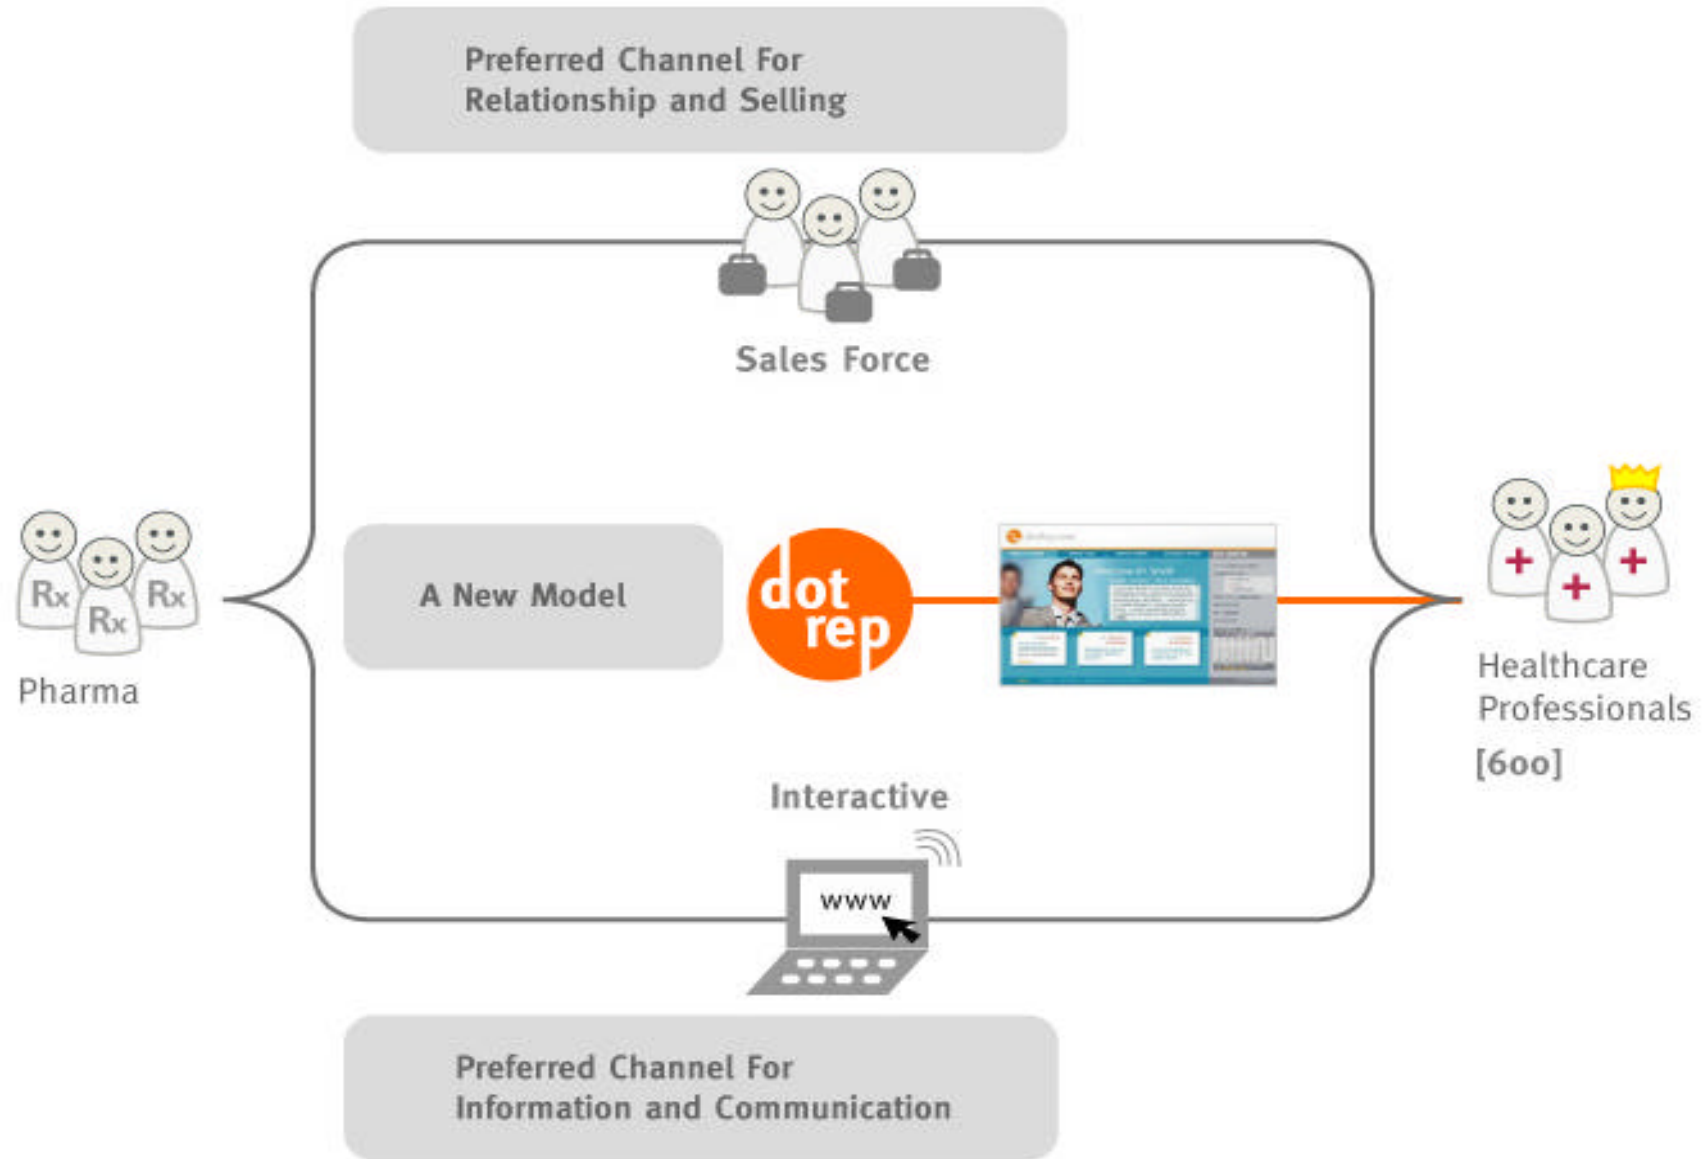 Preferred Channel For
Relationship and Selling
Sales Force
Rx
Rx
Rx
Pharma
A New Model
dot
rep
Healthcare
Professionals
[600]
Interactive
www
Preferred Channel For
Information and Communication